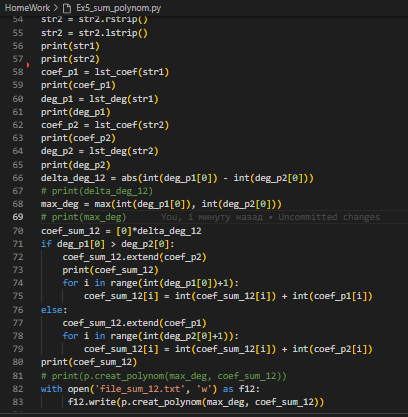 HomeWork > Ex5_sum_polynom.py
54 str2 = str2.rstrip()
55 str2 = str2.lstrip()
56 print(str1)
57 print(str2)
58 coef_p1 = lst_coef(str1)
59 print(coef_p1)
60 deg_p1 = lst_deg(str1)
61 print(deg_p1)
62 coef_p2 = lst_coef(str2)
63 print(coef_p2)
64 deg_p2 = lst_deg(str2)
65 print(deg_p2)
66 delta_deg_12 = abs(int(deg_p1[0]) - int(deg_p2[0]))
67 # print(delta_deg_12)
68 max_deg = max(int(deg_p1[0]), int(deg_p2[0]))
69 # print(max_deg) You, 1 минуту назад • Uncommitted changes
70 coef_sum_12 = [0]*delta_deg_12
71 if deg_p1[0] > deg_p2[0]:
72 coef_sum_12.extend(coef_p2)
73 print(coef_sum_12)
74 for i in range(int(deg_p1[0])+1):
75 coef_sum_12[i] = int(coef_sum_12[i]) + int(coef_p1[i])
76 else:
77 coef_sum_12.extend(coef_p1)
78 for i in range(int(deg_p2[0]+1)):
79 coef_sum_12[i] = int(coef_sum_12[i]) + int(coef_p2[i])
80 print(coef_sum_12)
81 # print(p.creat_polynom(max_deg, coef_sum_12))
82 with open('file_sum_12.txt', 'w') as f12:
83 f12.write(p.creat_polynom(max_deg, coef_sum_12))